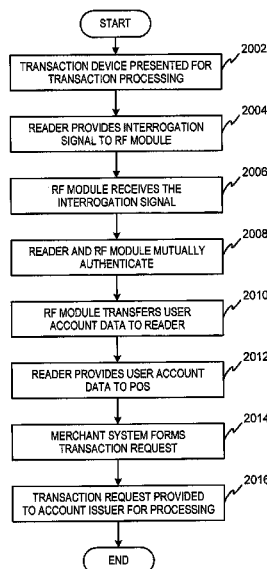 START
2002
TRANSACTION DEVICE PRESENTED FOR
TRANSACTION PROCESSING
2004
READER PROVIDES INTERROGATION
SIGNAL TO RF MODULE
2006
RF MODULE RECEIVES THE
INTERROGATION SIGNAL
2008
READER AND RF MODULE MUTUALLY
AUTHENTICATE
2010
RF MODULE TRANSFERS USER
ACCOUNT DATA TO READER
2012
READER PROVIDES USER ACCOUNT
DATA TO POS
2014
MERCHANT SYSTEM FORMS
TRANSACTION REQUEST
2016
TRANSACTION REQUEST PROVIDED
TO ACCOUNT ISSUER FOR PROCESSING
END